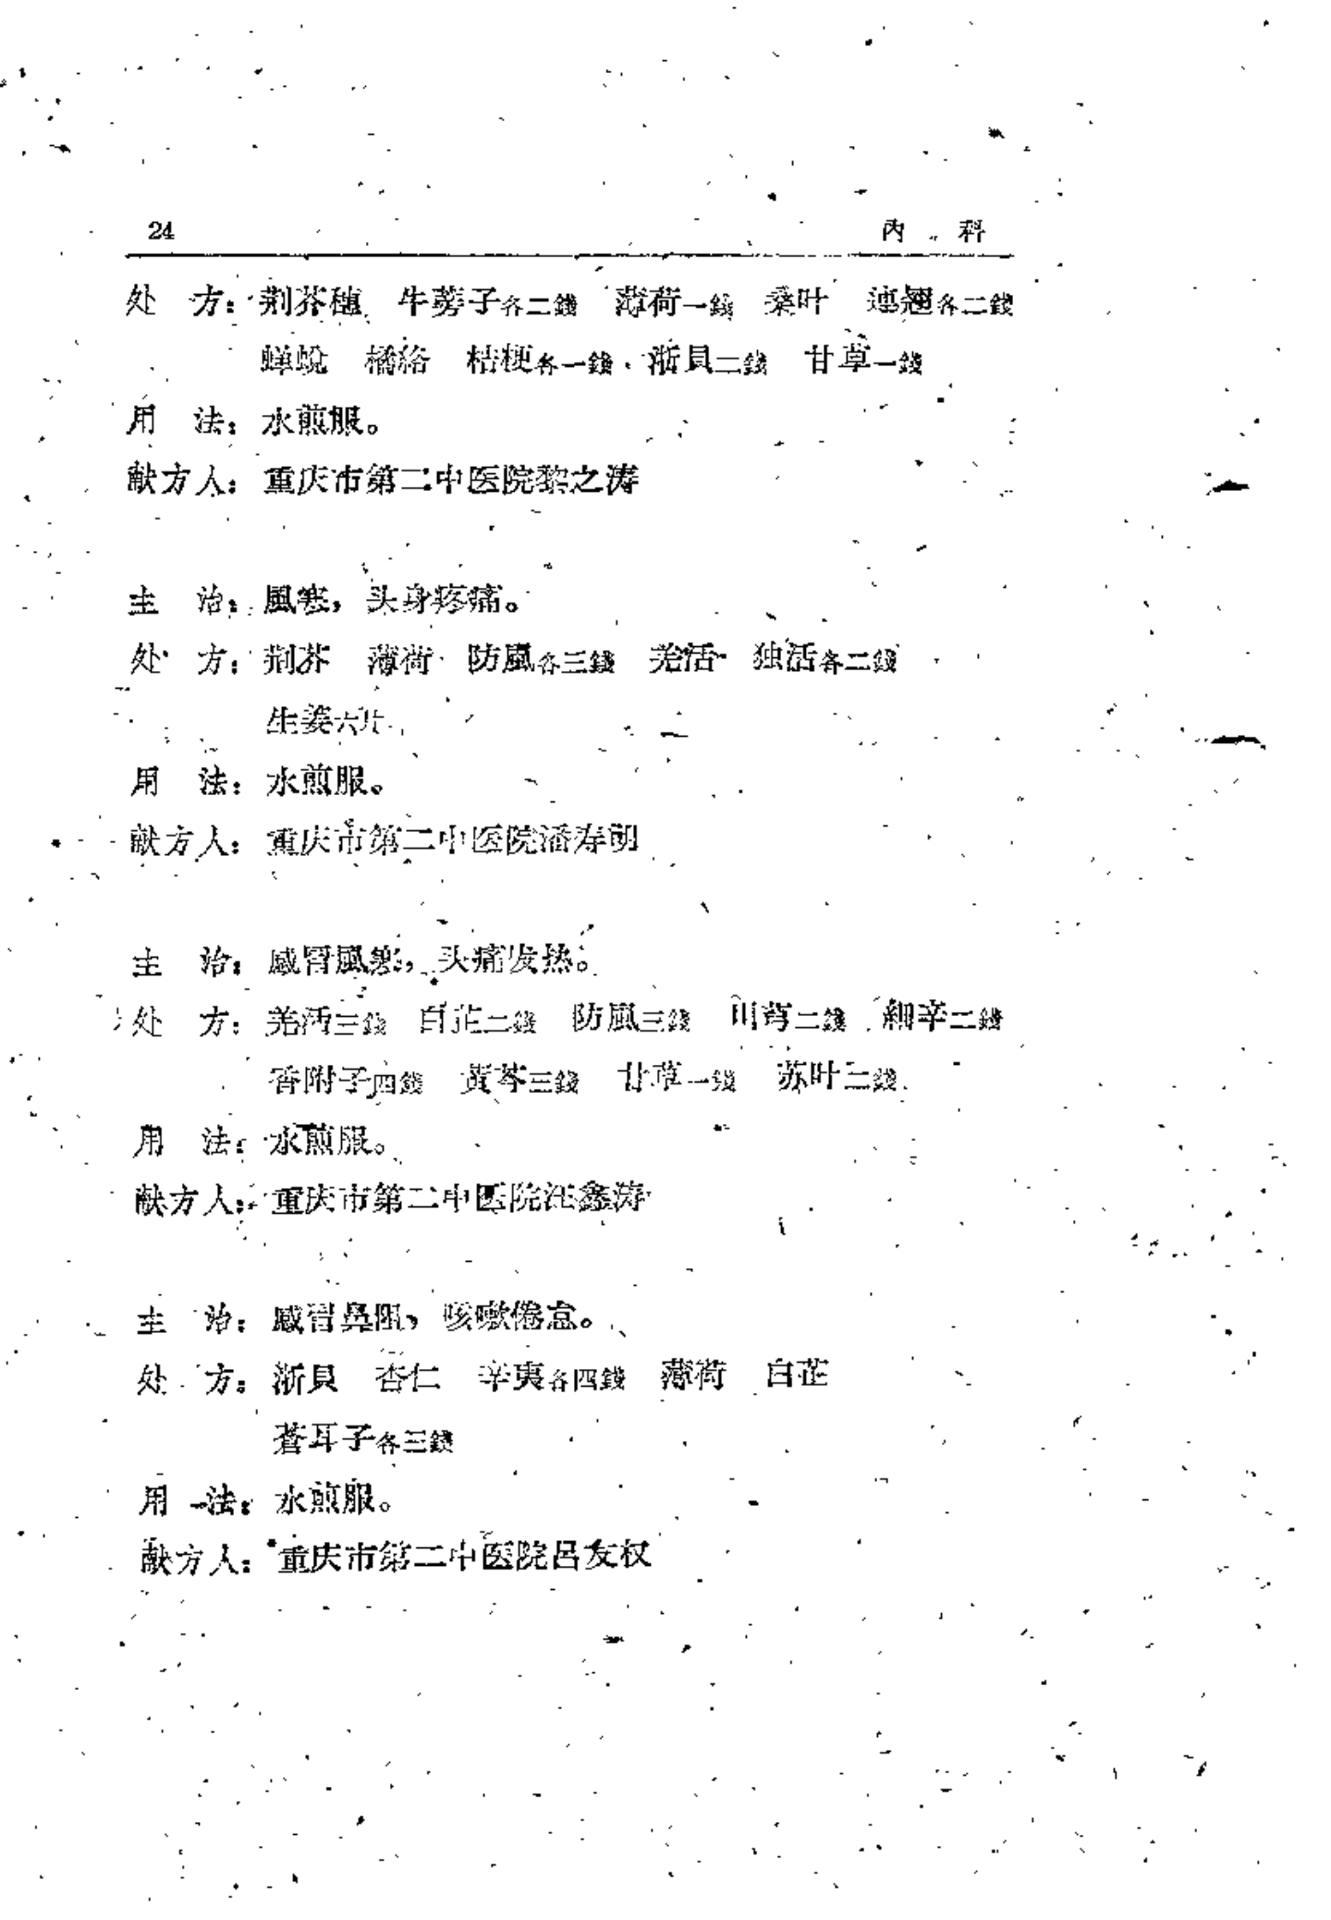 24 内 科
处 方：荆芥穗 牛蒡子各二錢 薄荷一錢 桑叶 連翹各二錢
蝉蛻 橘絡 桔梗各一錢 浙貝二錢 甘草一錢
用 法：水煎服。
献方人：重庆市第二中医院黎之涛
主 治：風寒，头身疼痛。
处 方：荆芥 薄荷 防風各三錢 羌活 独活各二錢
生姜六片
用 法：水煎服。
献方人：重庆市第二中医院潘寿朗
主 治：感冒風寒，头痛发热。
处 方：羌活三錢 白芷二錢 防風三錢 川芎二錢 細辛二錢
香附子四錢 黄芩三錢 甘草一錢 苏叶三錢
用 法：水煎服。
献方人：重庆市第二中医院汪鑫涛
主 治：感冒鼻阻，咳嗽倦怠。
处 方：浙貝 杏仁 辛夷各四錢 薄荷 白芷
蒼耳子各三錢
用 法：水煎服。
献方人：重庆市第二中医院呂友权